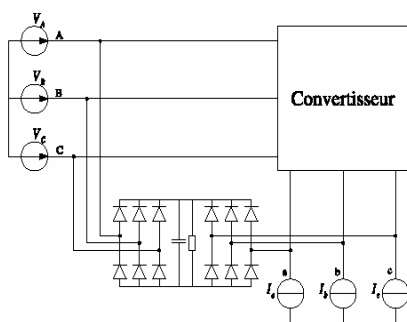 V_A
A
V_B
B
Convertisseur
V_C
C
a
b
c
I_a
I_b
I_c